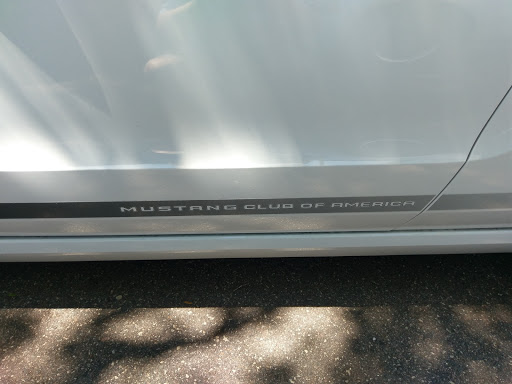 MUSTANG CLUB OF AMERICA